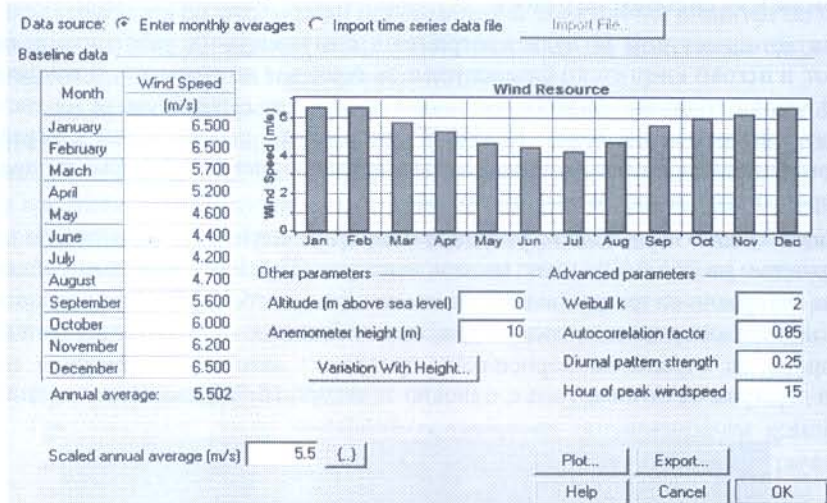 Data source: Enter monthly averages Import time series data file Import File...
Baseline data
Month Wind Speed
(m/s)
January 6.500
February 6.500
March 5.700
April 5.200
May 4.600
June 4.400
July 4.200
August 4.700
September 5.600
October 6.000
November 6.200
December 6.500
Annual average: 5.502
Wind Resource
Wind Speed (m/s)
6
4
2
0
Jan Feb Mar Apr May Jun Jul Aug Sep Oct Nov Dec
Other parameters
Altitude (m above sea level) 0
Anemometer height (m) 10
Variation With Height...
Advanced parameters
Weibull k 2
Autocorrelation factor 0.85
Diurnal pattern strength 0.25
Hour of peak windspeed 15
Scaled annual average (m/s) 5.5 {..}
Plot... Export...
Help Cancel OK